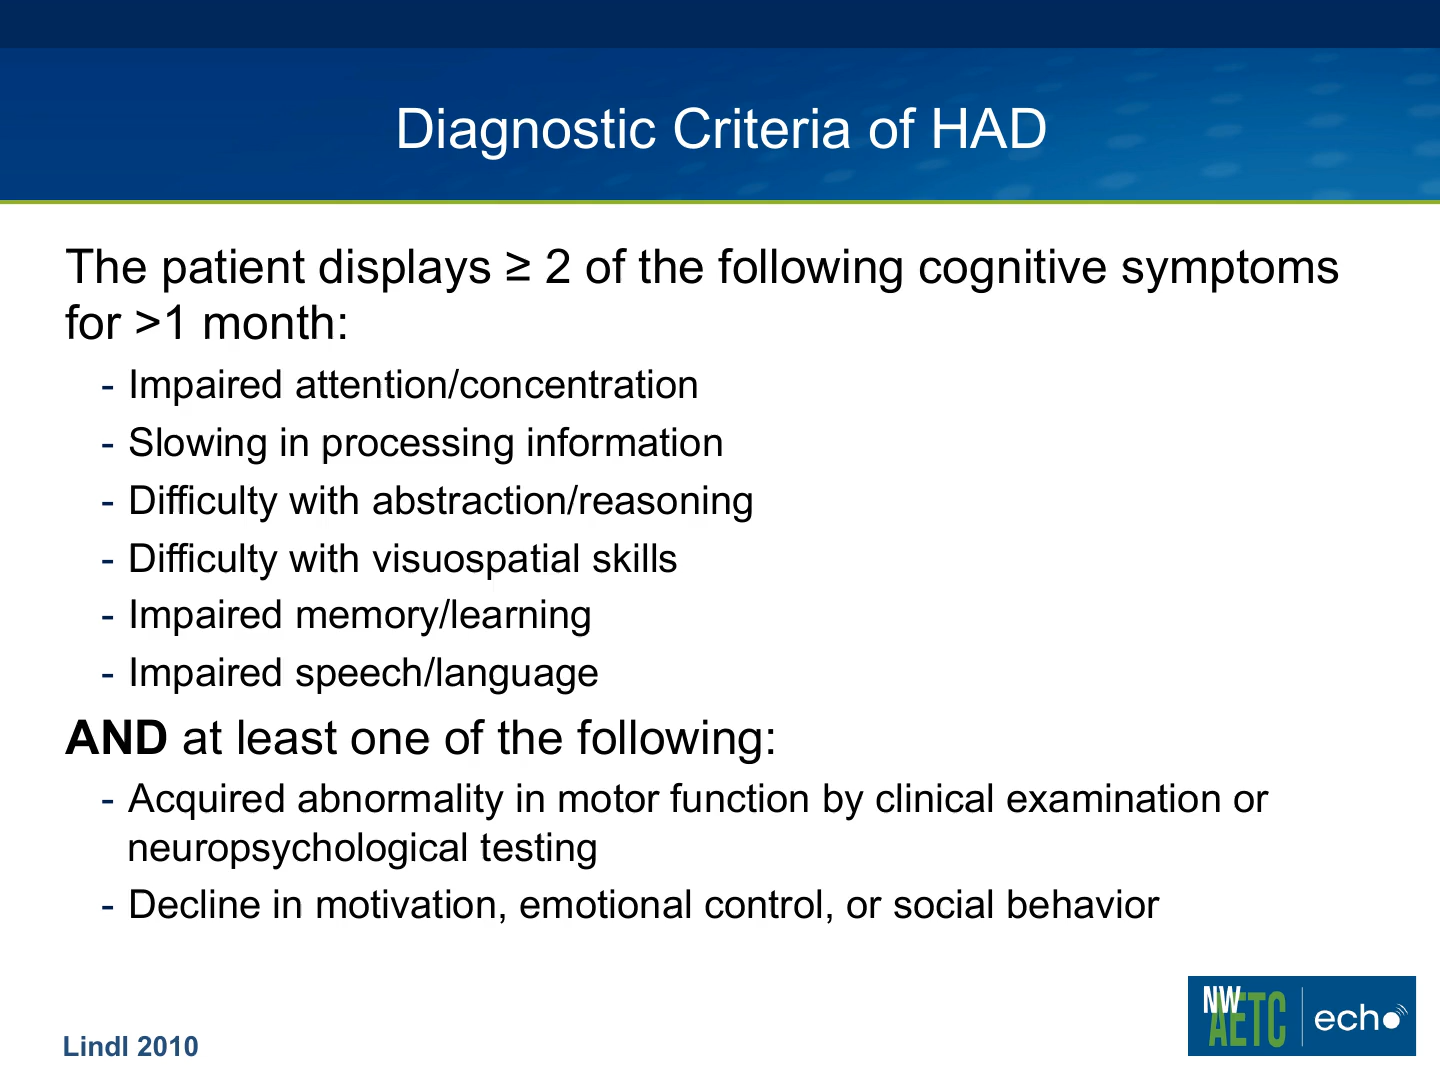 Diagnostic Criteria of HAD
The patient displays ≥ 2 of the following cognitive symptoms
for >1 month:
- Impaired attention/concentration
- Slowing in processing information
- Difficulty with abstraction/reasoning
- Difficulty with visuospatial skills
- Impaired memory/learning
- Impaired speech/language
AND at least one of the following:
- Acquired abnormality in motor function by clinical examination or
neuropsychological testing
- Decline in motivation, emotional control, or social behavior
Lindl 2010
NW
AETC
echo